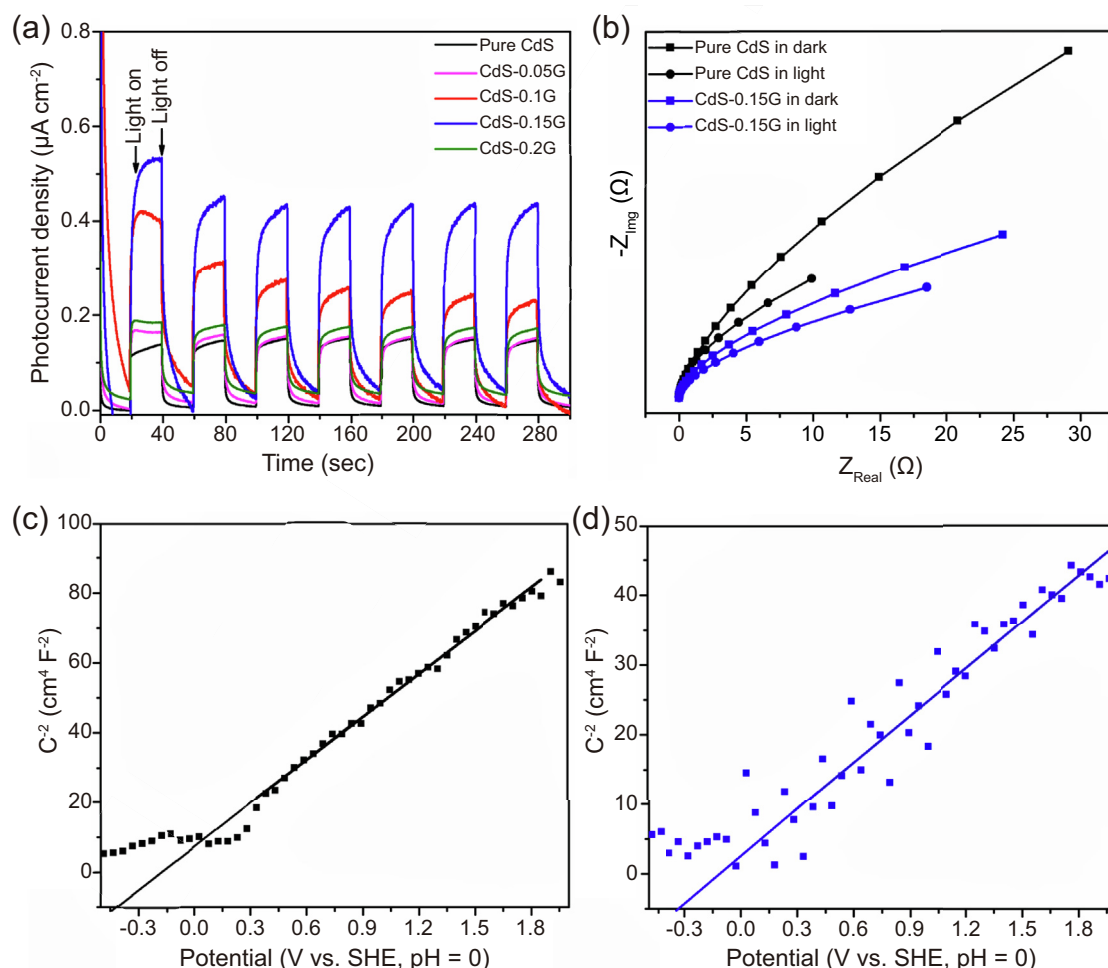 (a)
Photocurrent density (µA cm⁻²)
0.8
0.6
0.4
0.2
0.0
Light on
Light off
Pure CdS
CdS-0.05G
CdS-0.1G
CdS-0.15G
CdS-0.2G
0 40 80 120 160 200 240 280
Time (sec)
(b)
-Z_Img (Ω)
Pure CdS in dark
Pure CdS in light
CdS-0.15G in dark
CdS-0.15G in light
0 5 10 15 20 25 30
Z_Real (Ω)
(c)
C⁻² (cm⁴ F⁻²)
100
80
60
40
20
0
-0.3 0.0 0.3 0.6 0.9 1.2 1.5 1.8
Potential (V vs. SHE, pH = 0)
(d)
C⁻² (cm⁴ F⁻²)
50
40
30
20
10
0
-0.3 0.0 0.3 0.6 0.9 1.2 1.5 1.8
Potential (V vs. SHE, pH = 0)